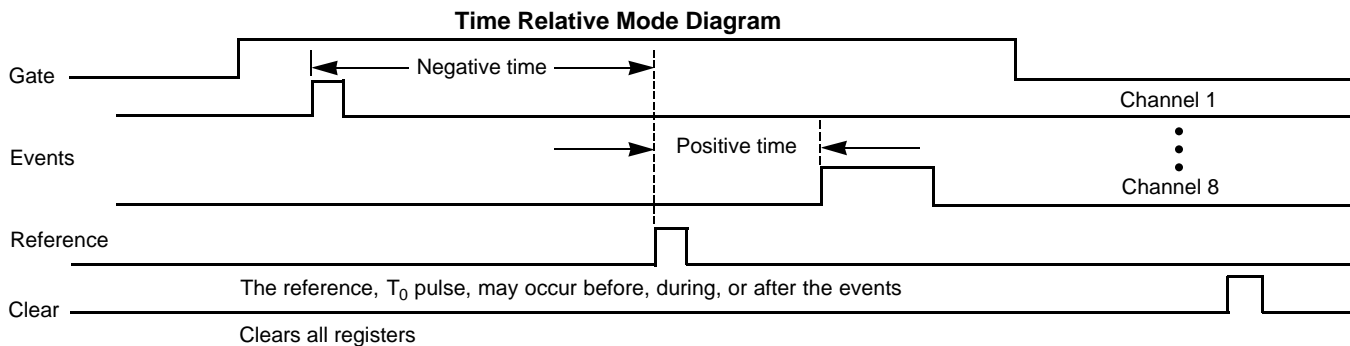 Time Relative Mode Diagram
Gate
Negative time
Channel 1
Events
Positive time
Channel 8
Reference
The reference, T₀ pulse, may occur before, during, or after the events
Clear
Clears all registers